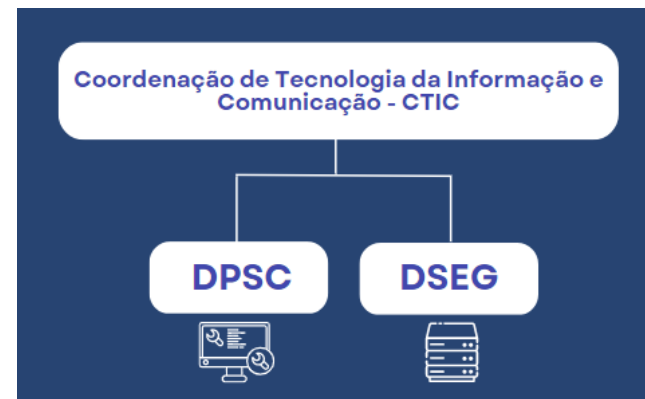 Coordenação de Tecnologia da Informação e
Comunicação - CTIC
DPSC
DSEG